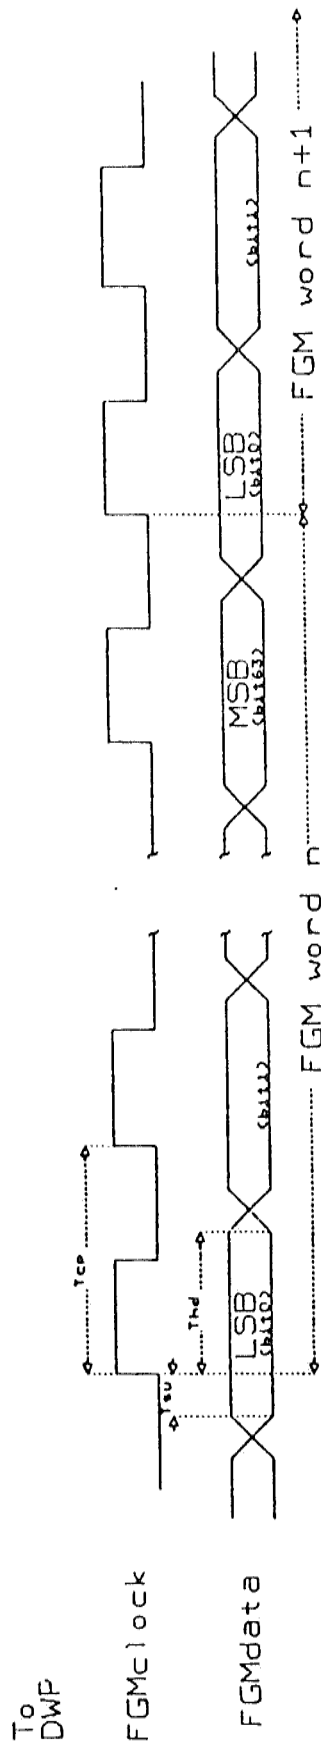 To
DWP
FGMclock
Tcp
FGMdata
Tsu
Thd
LSB
(bit0)
(bit1)
MSB
(bit63)
LSB
(bit0)
(bit1)
FGM word n
FGM word n+1